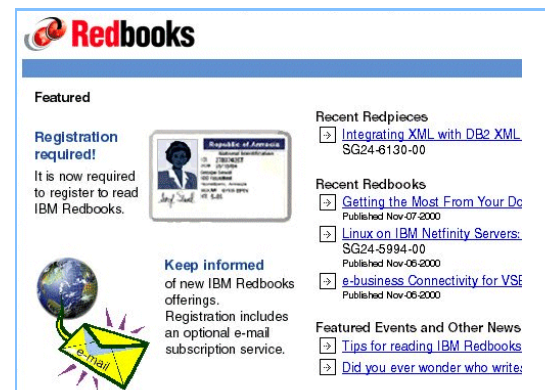 Redbooks
Featured
Registration
required!
It is now required
to register to read
IBM Redbooks.
Republic of Armacia
National Identification
Keep informed
of new IBM Redbooks
offerings.
Registration includes
an optional e-mail
subscription service.
e-mail
Recent Redpieces
Integrating XML with DB2 XML
SG24-6130-00
Recent Redbooks
Getting the Most From Your Do
Published Nov-07-2000
Linux on IBM Netfinity Servers:
SG24-5994-00
Published Nov-06-2000
e-business Connectivity for VSE
Published Nov-06-2000
Featured Events and Other News
Tips for reading IBM Redbooks
Did you ever wonder who writes